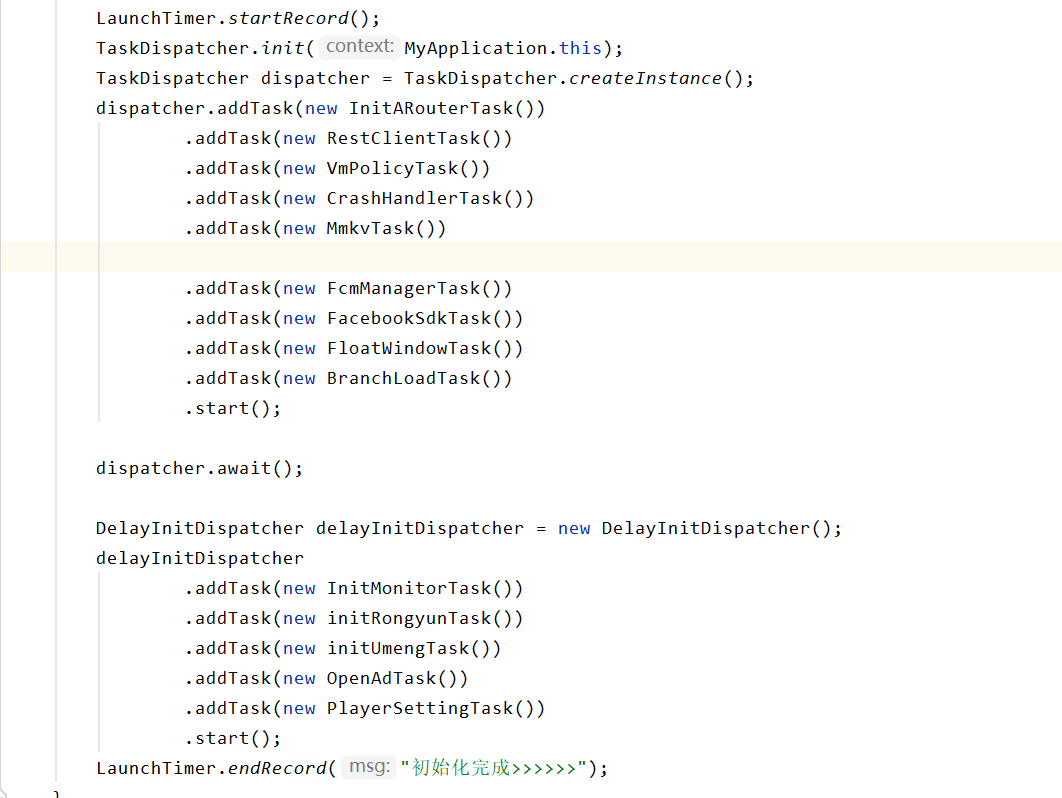 LaunchTimer.startRecord();
TaskDispatcher.init( context: MyApplication.this);
TaskDispatcher dispatcher = TaskDispatcher.createInstance();
dispatcher.addTask(new InitARouterTask())
.addTask(new RestClientTask())
.addTask(new VmPolicyTask())
.addTask(new CrashHandlerTask())
.addTask(new MmkvTask())
.addTask(new FcmManagerTask())
.addTask(new FacebookSdkTask())
.addTask(new FloatWindowTask())
.addTask(new BranchLoadTask())
.start();
dispatcher.await();
DelayInitDispatcher delayInitDispatcher = new DelayInitDispatcher();
delayInitDispatcher
.addTask(new InitMonitorTask())
.addTask(new initRongyunTask())
.addTask(new initUmengTask())
.addTask(new OpenAdTask())
.addTask(new PlayerSettingTask())
.start();
LaunchTimer.endRecord( msg: "初始化完成>>>>>>");
}